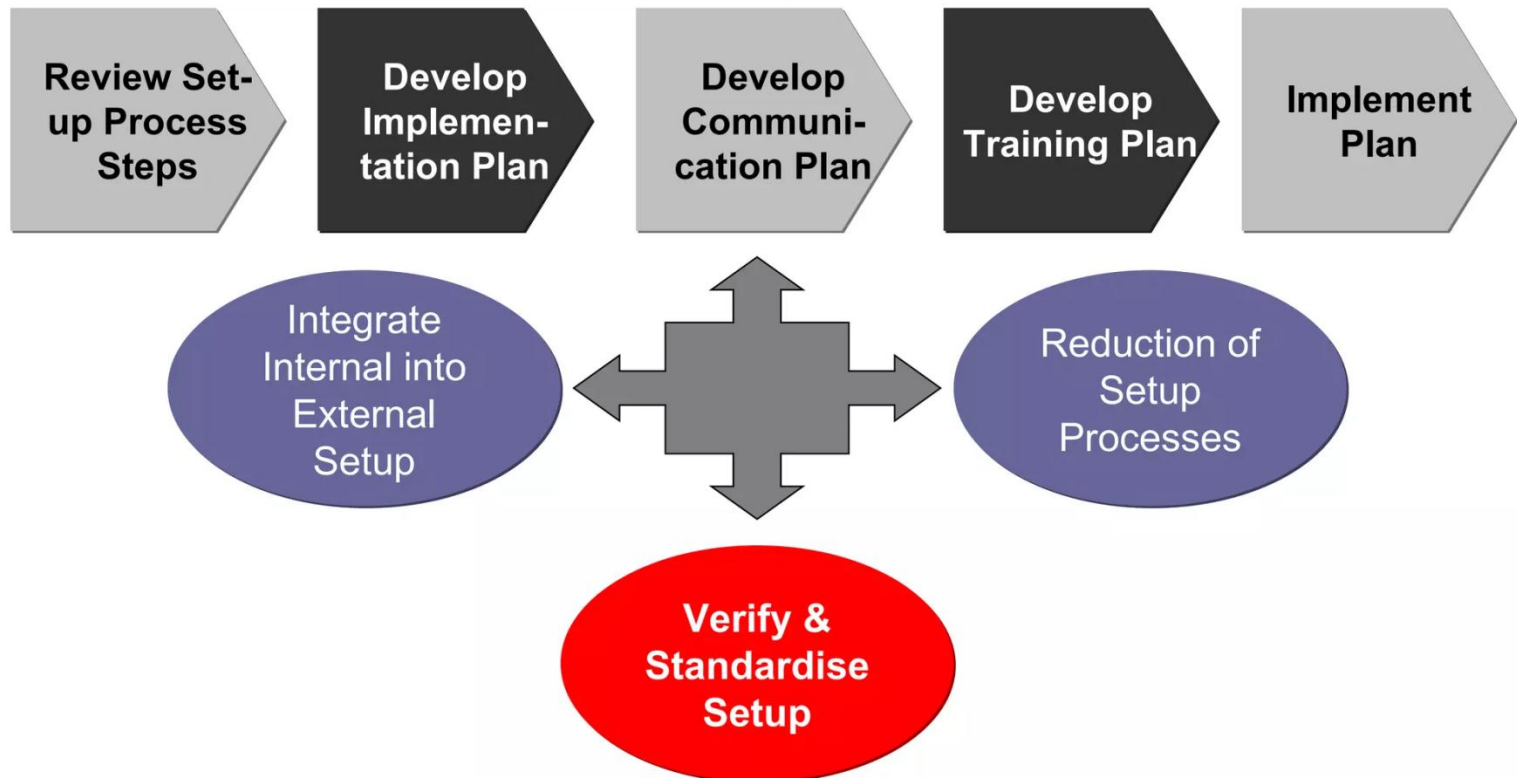 Review Set-
up Process
Steps
Develop
Implemen-
tation Plan
Develop
Communi-
cation Plan
Develop
Training Plan
Implement
Plan
Integrate
Internal into
External
Setup
Reduction of
Setup
Processes
Verify &
Standardise
Setup